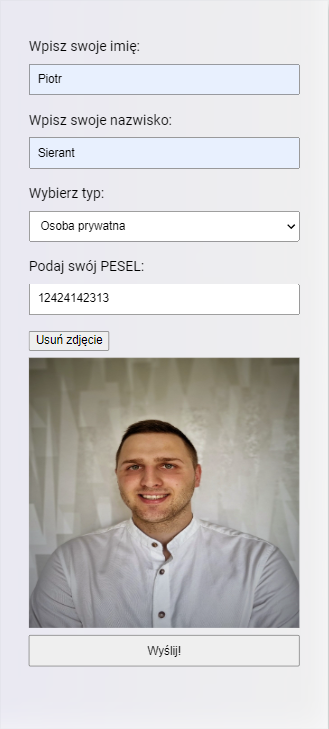 Wpisz swoje imię:
Piotr
Wpisz swoje nazwisko:
Sierant
Wybierz typ:
Osoba prywatna
Podaj swój PESEL:
12424142313
Usuń zdjęcie
Wyślij!